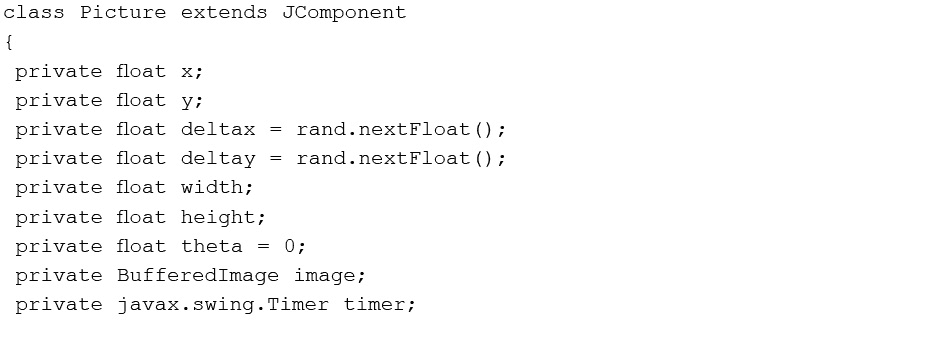 class Picture extends JComponent
{
private float x;
private float y;
private float deltax = rand.nextFloat();
private float deltay = rand.nextFloat();
private float width;
private float height;
private float theta = 0;
private BufferedImage image;
private javax.swing.Timer timer;